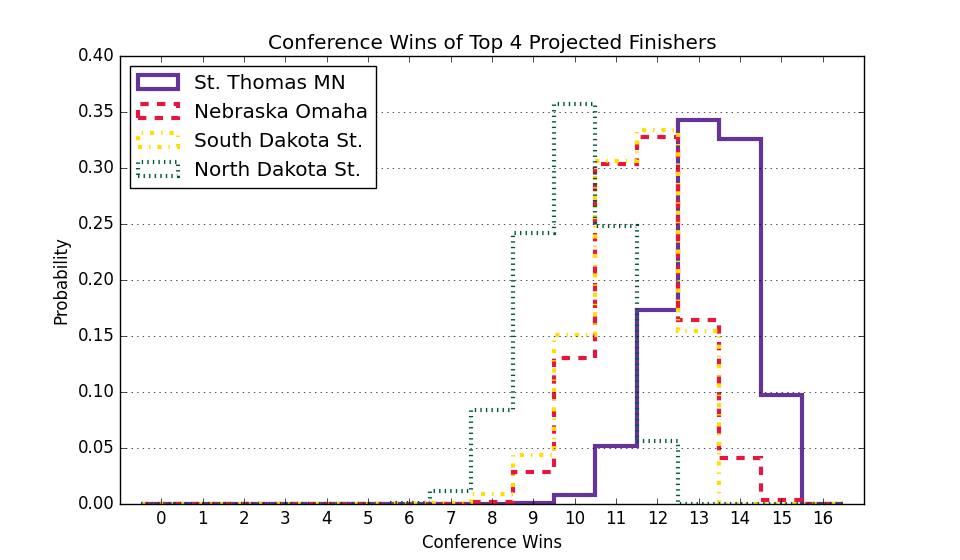 Conference Wins of Top 4 Projected Finishers
0.40
0.35
0.30
0.25
0.20
0.15
0.10
0.05
0.00
Probability
St. Thomas MN
Nebraska Omaha
South Dakota St.
North Dakota St.
0 1 2 3 4 5 6 7 8 9 10 11 12 13 14 15 16
Conference Wins